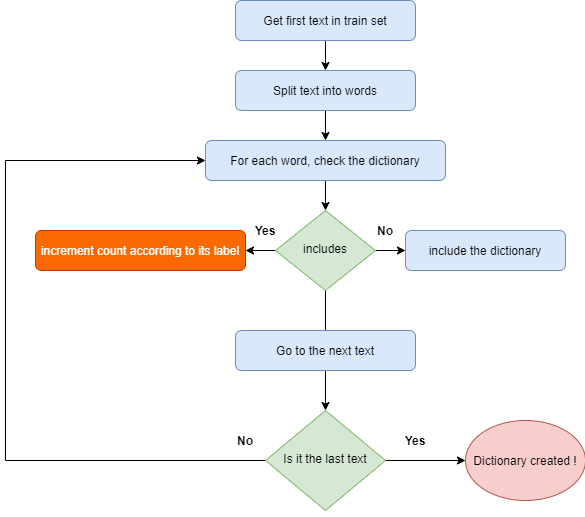 Get first text in train set
Split text into words
For each word, check the dictionary
Yes
No
increment count according to its label
includes
include the dictionary
Go to the next text
No
Yes
Is it the last text
Dictionary created !